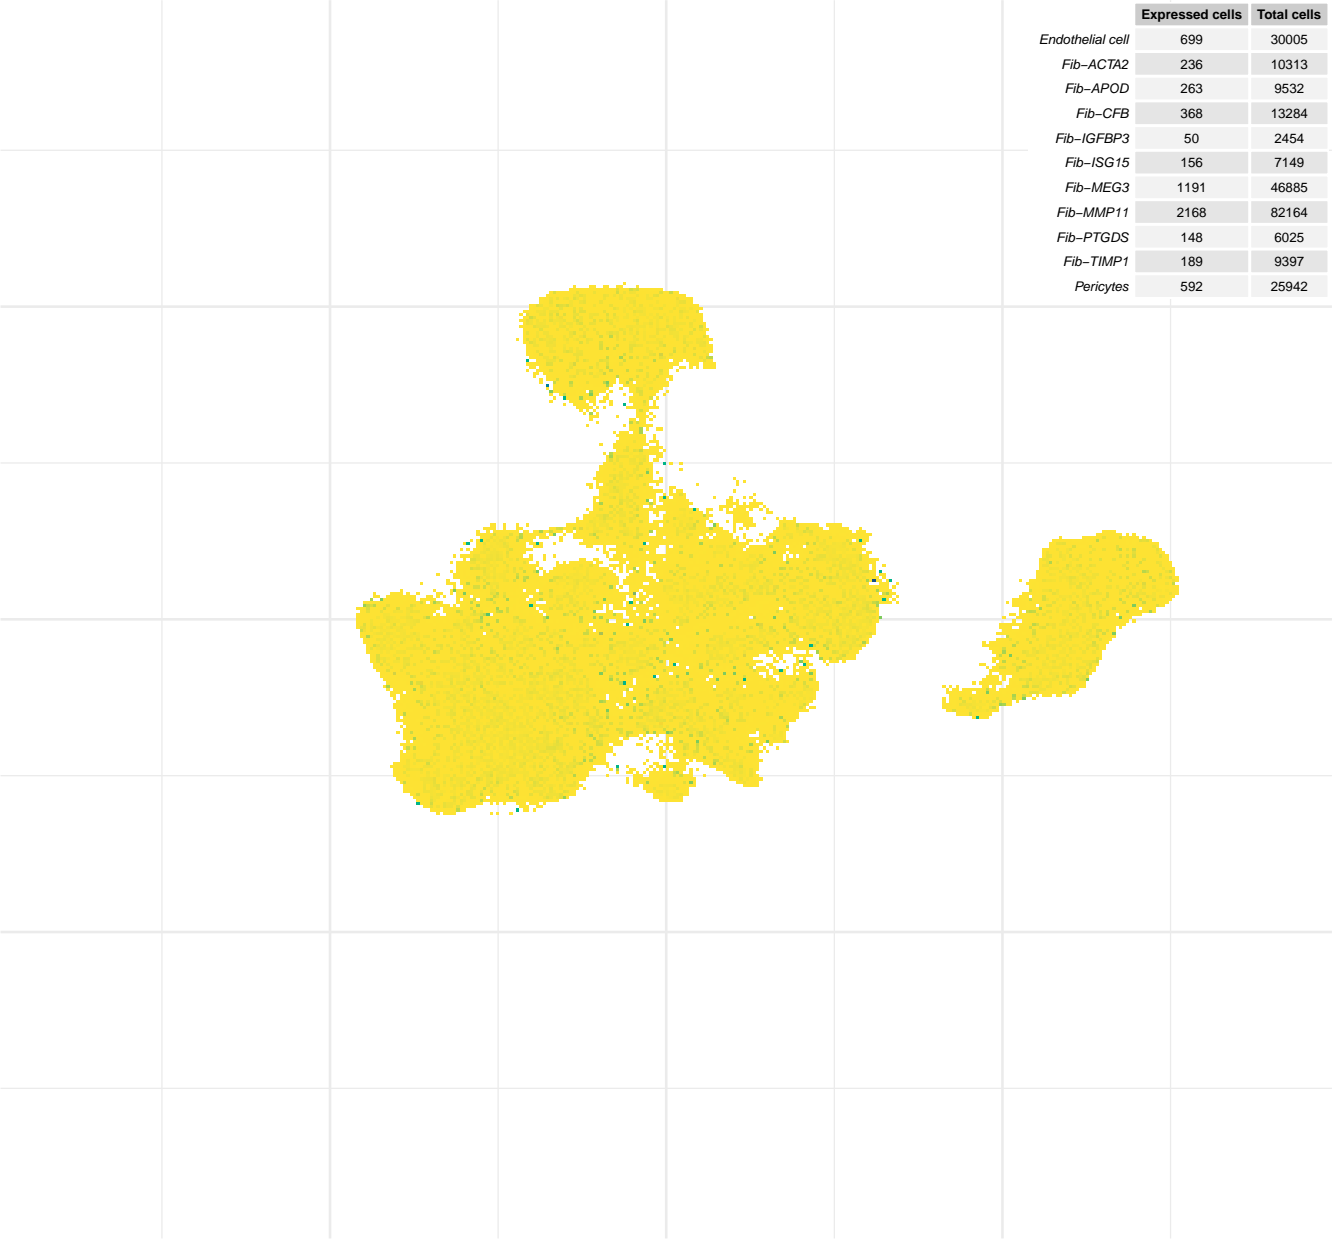 Expressed cells Total cells
Endothelial cell 699 30005
Fib−ACTA2 236 10313
Fib−APOD 263 9532
Fib−CFB 368 13284
Fib−IGFBP3 50 2454
Fib−ISG15 156 7149
Fib−MEG3 1191 46885
Fib−MMP11 2168 82164
Fib−PTGDS 148 6025
Fib−TIMP1 189 9397
Pericytes 592 25942